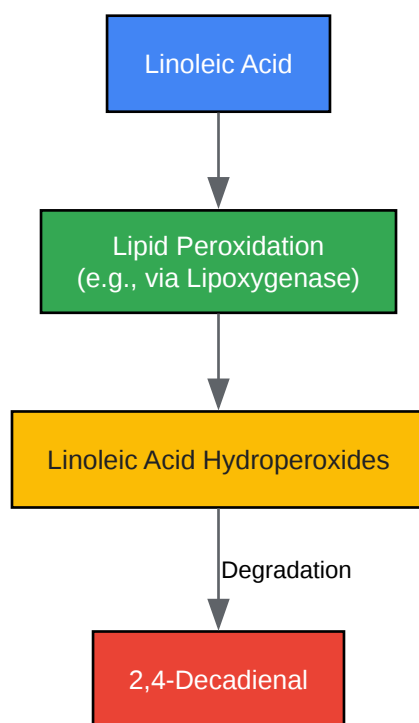 Linoleic Acid
Lipid Peroxidation
(e.g., via Lipoxygenase)
Linoleic Acid Hydroperoxides
Degradation
2,4-Decadienal